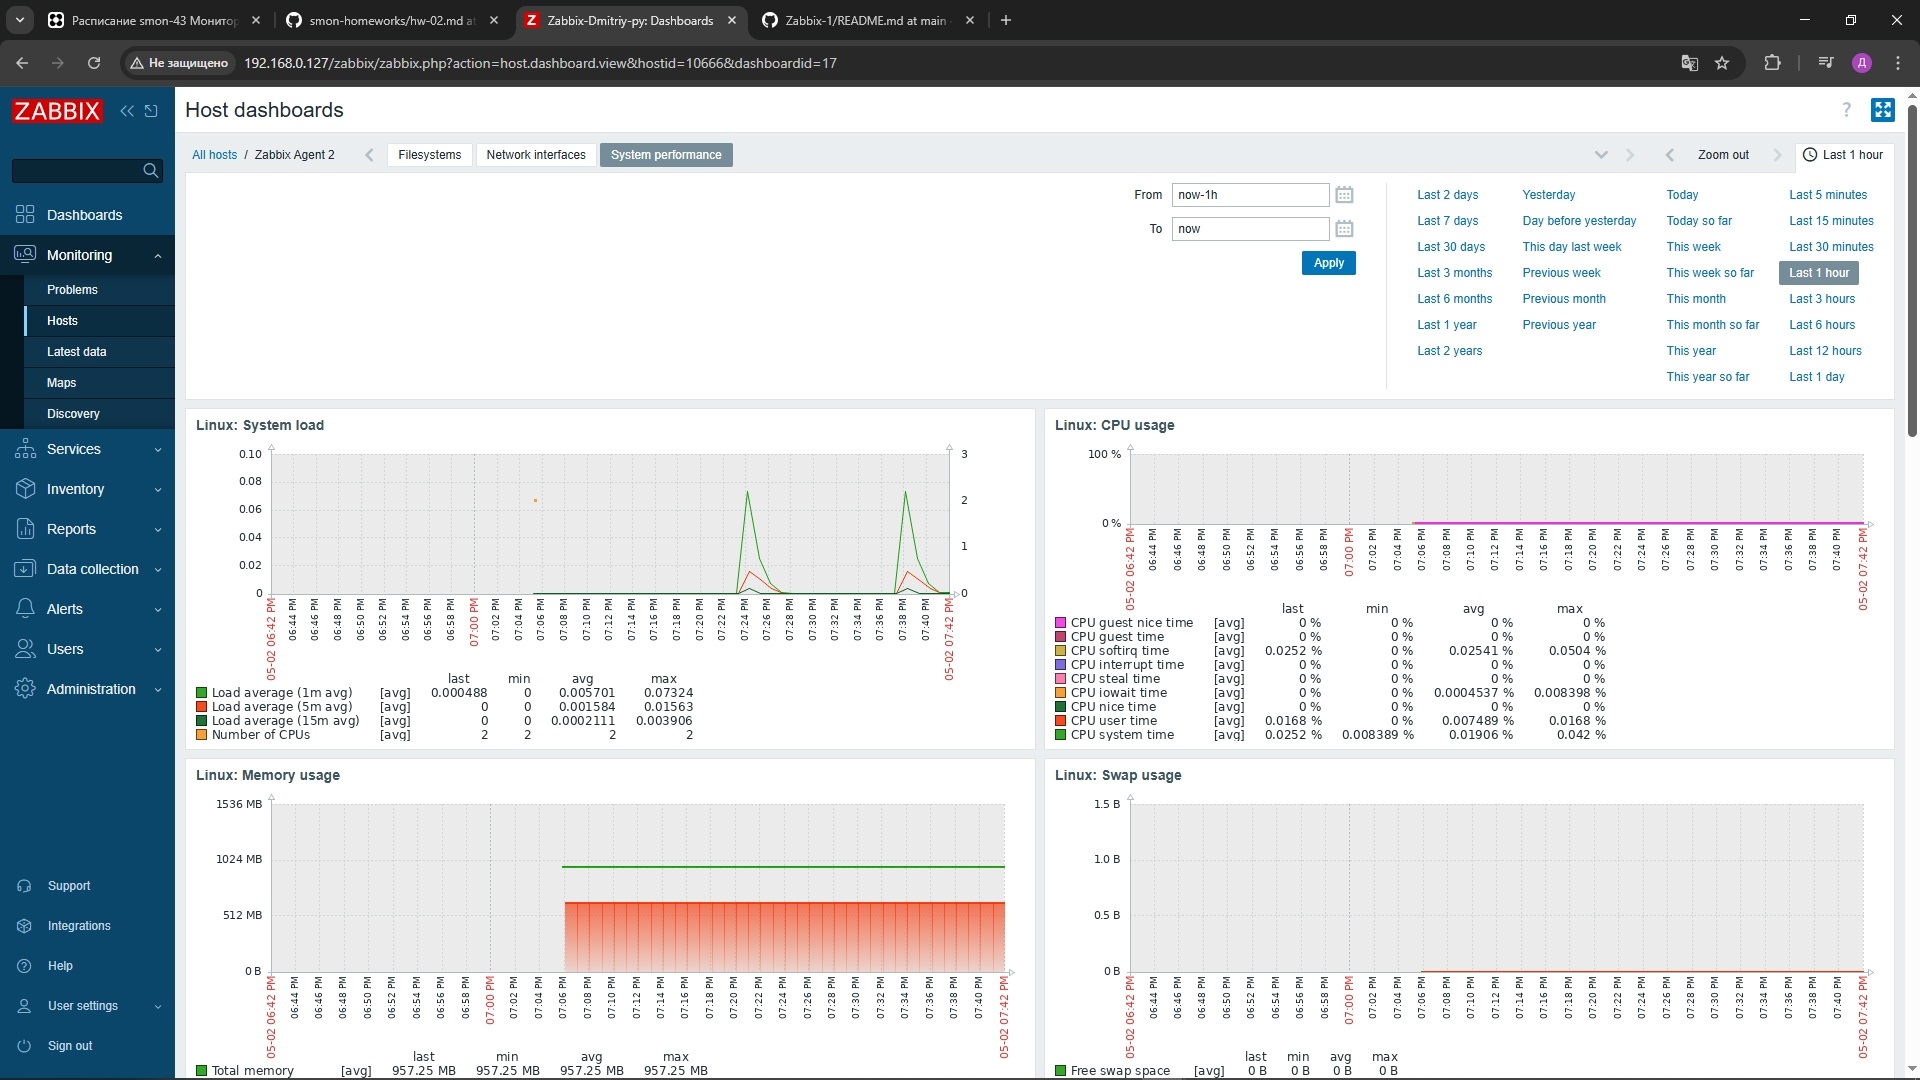 Расписание smon-43 Монитор
smon-homeworks/hw-02.md at
Zabbix-Dmitriy-py: Dashboards
Zabbix-1/README.md at main
Не защищено
192.168.0.127/zabbix/zabbix.php?action=host.dashboard.view&hostid=10666&dashboardid=17
Д
ZABBIX
Dashboards
Monitoring
Problems
Hosts
Latest data
Maps
Discovery
Services
Inventory
Reports
Data collection
Alerts
Users
Administration
Support
Integrations
Help
User settings
Sign out
Host dashboards
?
All hosts / Zabbix Agent 2
Filesystems
Network interfaces
System performance
Zoom out
Last 1 hour
From now-1h
To now
Apply
Last 2 days Yesterday Today Last 5 minutes
Last 7 days Day before yesterday Today so far Last 15 minutes
Last 30 days This day last week This week Last 30 minutes
Last 3 months Previous week This week so far Last 1 hour
Last 6 months Previous month This month Last 3 hours
Last 1 year Previous year This month so far Last 6 hours
Last 2 years This year Last 12 hours
This year so far Last 1 day
Linux: System load
0.10 3
0.08
0.06 2
0.04 1
0.02
0 0
05-02 06:42 PM 06:44 PM 06:46 PM 06:48 PM 06:50 PM 06:52 PM 06:54 PM 06:56 PM 06:58 PM 07:00 PM 07:02 PM 07:04 PM 07:06 PM 07:08 PM 07:10 PM 07:12 PM 07:14 PM 07:16 PM 07:18 PM 07:20 PM 07:22 PM 07:24 PM 07:26 PM 07:28 PM 07:30 PM 07:32 PM 07:34 PM 07:36 PM 07:38 PM 07:40 PM 05-02 07:42 PM
last min avg max
Load average (1m avg) [avg] 0.000488 0 0.005701 0.07324
Load average (5m avg) [avg] 0 0 0.001584 0.01563
Load average (15m avg) [avg] 0 0 0.0002111 0.003906
Number of CPUs [avg] 2 2 2 2
Linux: CPU usage
100 %
0 %
05-02 06:42 PM 06:44 PM 06:46 PM 06:48 PM 06:50 PM 06:52 PM 06:54 PM 06:56 PM 06:58 PM 07:00 PM 07:02 PM 07:04 PM 07:06 PM 07:08 PM 07:10 PM 07:12 PM 07:14 PM 07:16 PM 07:18 PM 07:20 PM 07:22 PM 07:24 PM 07:26 PM 07:28 PM 07:30 PM 07:32 PM 07:34 PM 07:36 PM 07:38 PM 07:40 PM 05-02 07:42 PM
last min avg max
CPU guest nice time [avg] 0 % 0 % 0 % 0 %
CPU guest time [avg] 0 % 0 % 0 % 0 %
CPU softirq time [avg] 0.0252 % 0 % 0.02541 % 0.0504 %
CPU interrupt time [avg] 0 % 0 % 0 % 0 %
CPU steal time [avg] 0 % 0 % 0 % 0 %
CPU iowait time [avg] 0 % 0 % 0.0004537 % 0.008398 %
CPU nice time [avg] 0 % 0 % 0 % 0 %
CPU user time [avg] 0.0168 % 0 % 0.007489 % 0.0168 %
CPU system time [avg] 0.0252 % 0.008389 % 0.01906 % 0.042 %
Linux: Memory usage
1536 MB
1024 MB
512 MB
0 B
05-02 06:42 PM 06:44 PM 06:46 PM 06:48 PM 06:50 PM 06:52 PM 06:54 PM 06:56 PM 06:58 PM 07:00 PM 07:02 PM 07:04 PM 07:06 PM 07:08 PM 07:10 PM 07:12 PM 07:14 PM 07:16 PM 07:18 PM 07:20 PM 07:22 PM 07:24 PM 07:26 PM 07:28 PM 07:30 PM 07:32 PM 07:34 PM 07:36 PM 07:38 PM 07:40 PM 05-02 07:42 PM
last min avg max
Total memory [avg] 957.25 MB 957.25 MB 957.25 MB 957.25 MB
Linux: Swap usage
1.5 B
1.0 B
0.5 B
0 B
05-02 06:42 PM 06:44 PM 06:46 PM 06:48 PM 06:50 PM 06:52 PM 06:54 PM 06:56 PM 06:58 PM 07:00 PM 07:02 PM 07:04 PM 07:06 PM 07:08 PM 07:10 PM 07:12 PM 07:14 PM 07:16 PM 07:18 PM 07:20 PM 07:22 PM 07:24 PM 07:26 PM 07:28 PM 07:30 PM 07:32 PM 07:34 PM 07:36 PM 07:38 PM 07:40 PM 05-02 07:42 PM
last min avg max
Free swap space [avg] 0 B 0 B 0 B 0 B